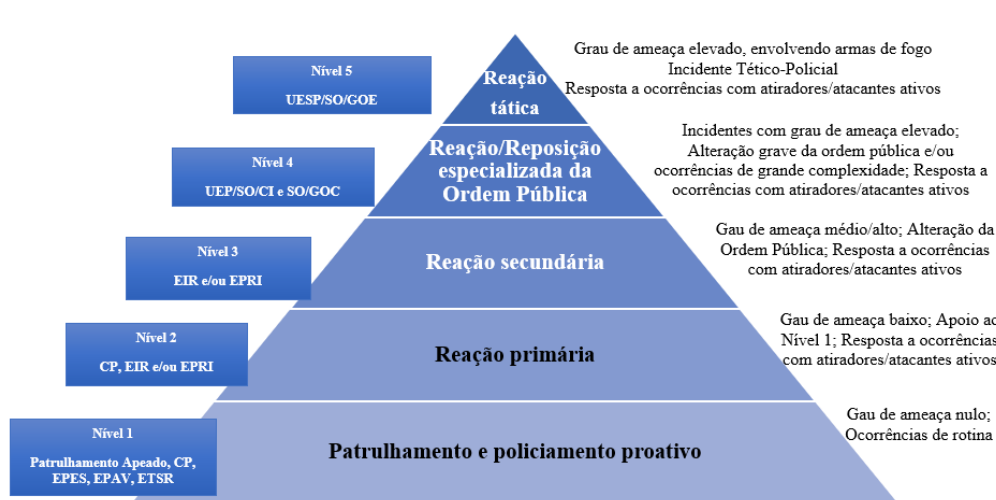 Nível 5
UESP/SO/GOE
Reação
tática
Grau de ameaça elevado, envolvendo armas de fogo
Incidente Tético-Policial
Resposta a ocorrências com atiradores/atacantes ativos
Nível 4
UEP/SO/CI e SO/GOC
Reação/Reposição
especializada da
Ordem Pública
Incidentes com grau de ameaça elevado;
Alteração grave da ordem pública e/ou
ocorrências de grande complexidade; Resposta a
ocorrências com atiradores/atacantes ativos
Nível 3
EIR e/ou EPRI
Reação secundária
Gau de ameaça médio/alto; Alteração da
Ordem Pública; Resposta a ocorrências
com atiradores/atacantes ativos
Nível 2
CP, EIR e/ou EPRI
Reação primária
Gau de ameaça baixo; Apoio ao
Nível 1; Resposta a ocorrências
com atiradores/atacantes ativos
Nível 1
Patrulhamento Apeado, CP,
EPES, EPAV, ETSR
Patrulhamento e policiamento proativo
Gau de ameaça nulo;
Ocorrências de rotina